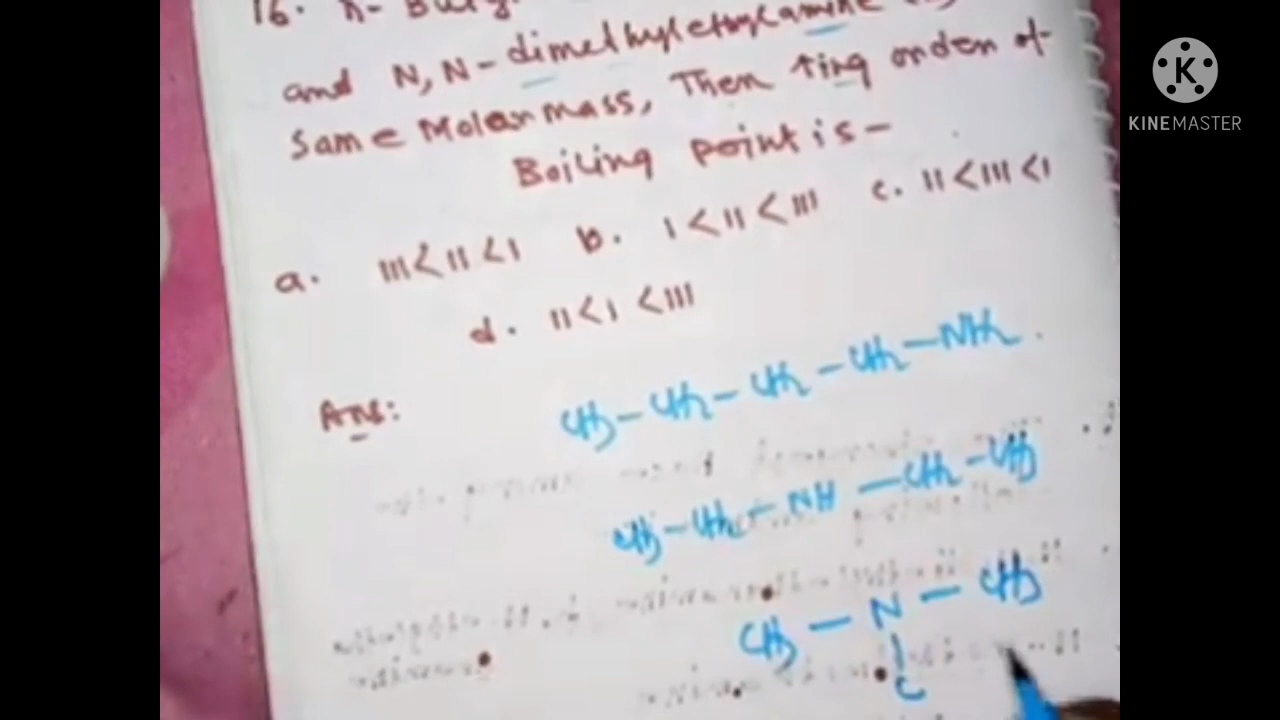 16. n-
and N,N-dimethylethylamine
same Molar mass, Then ting order of
Boiling point is-
a. III<II<I b. I<II<III c. II<III<I
d. II<I<III
Ans:
CH3-CH2-CH2-CH2-NH2
CH3-CH2-NH-CH2-CH3
CH3-N-CH3
C
K
KINEMASTER